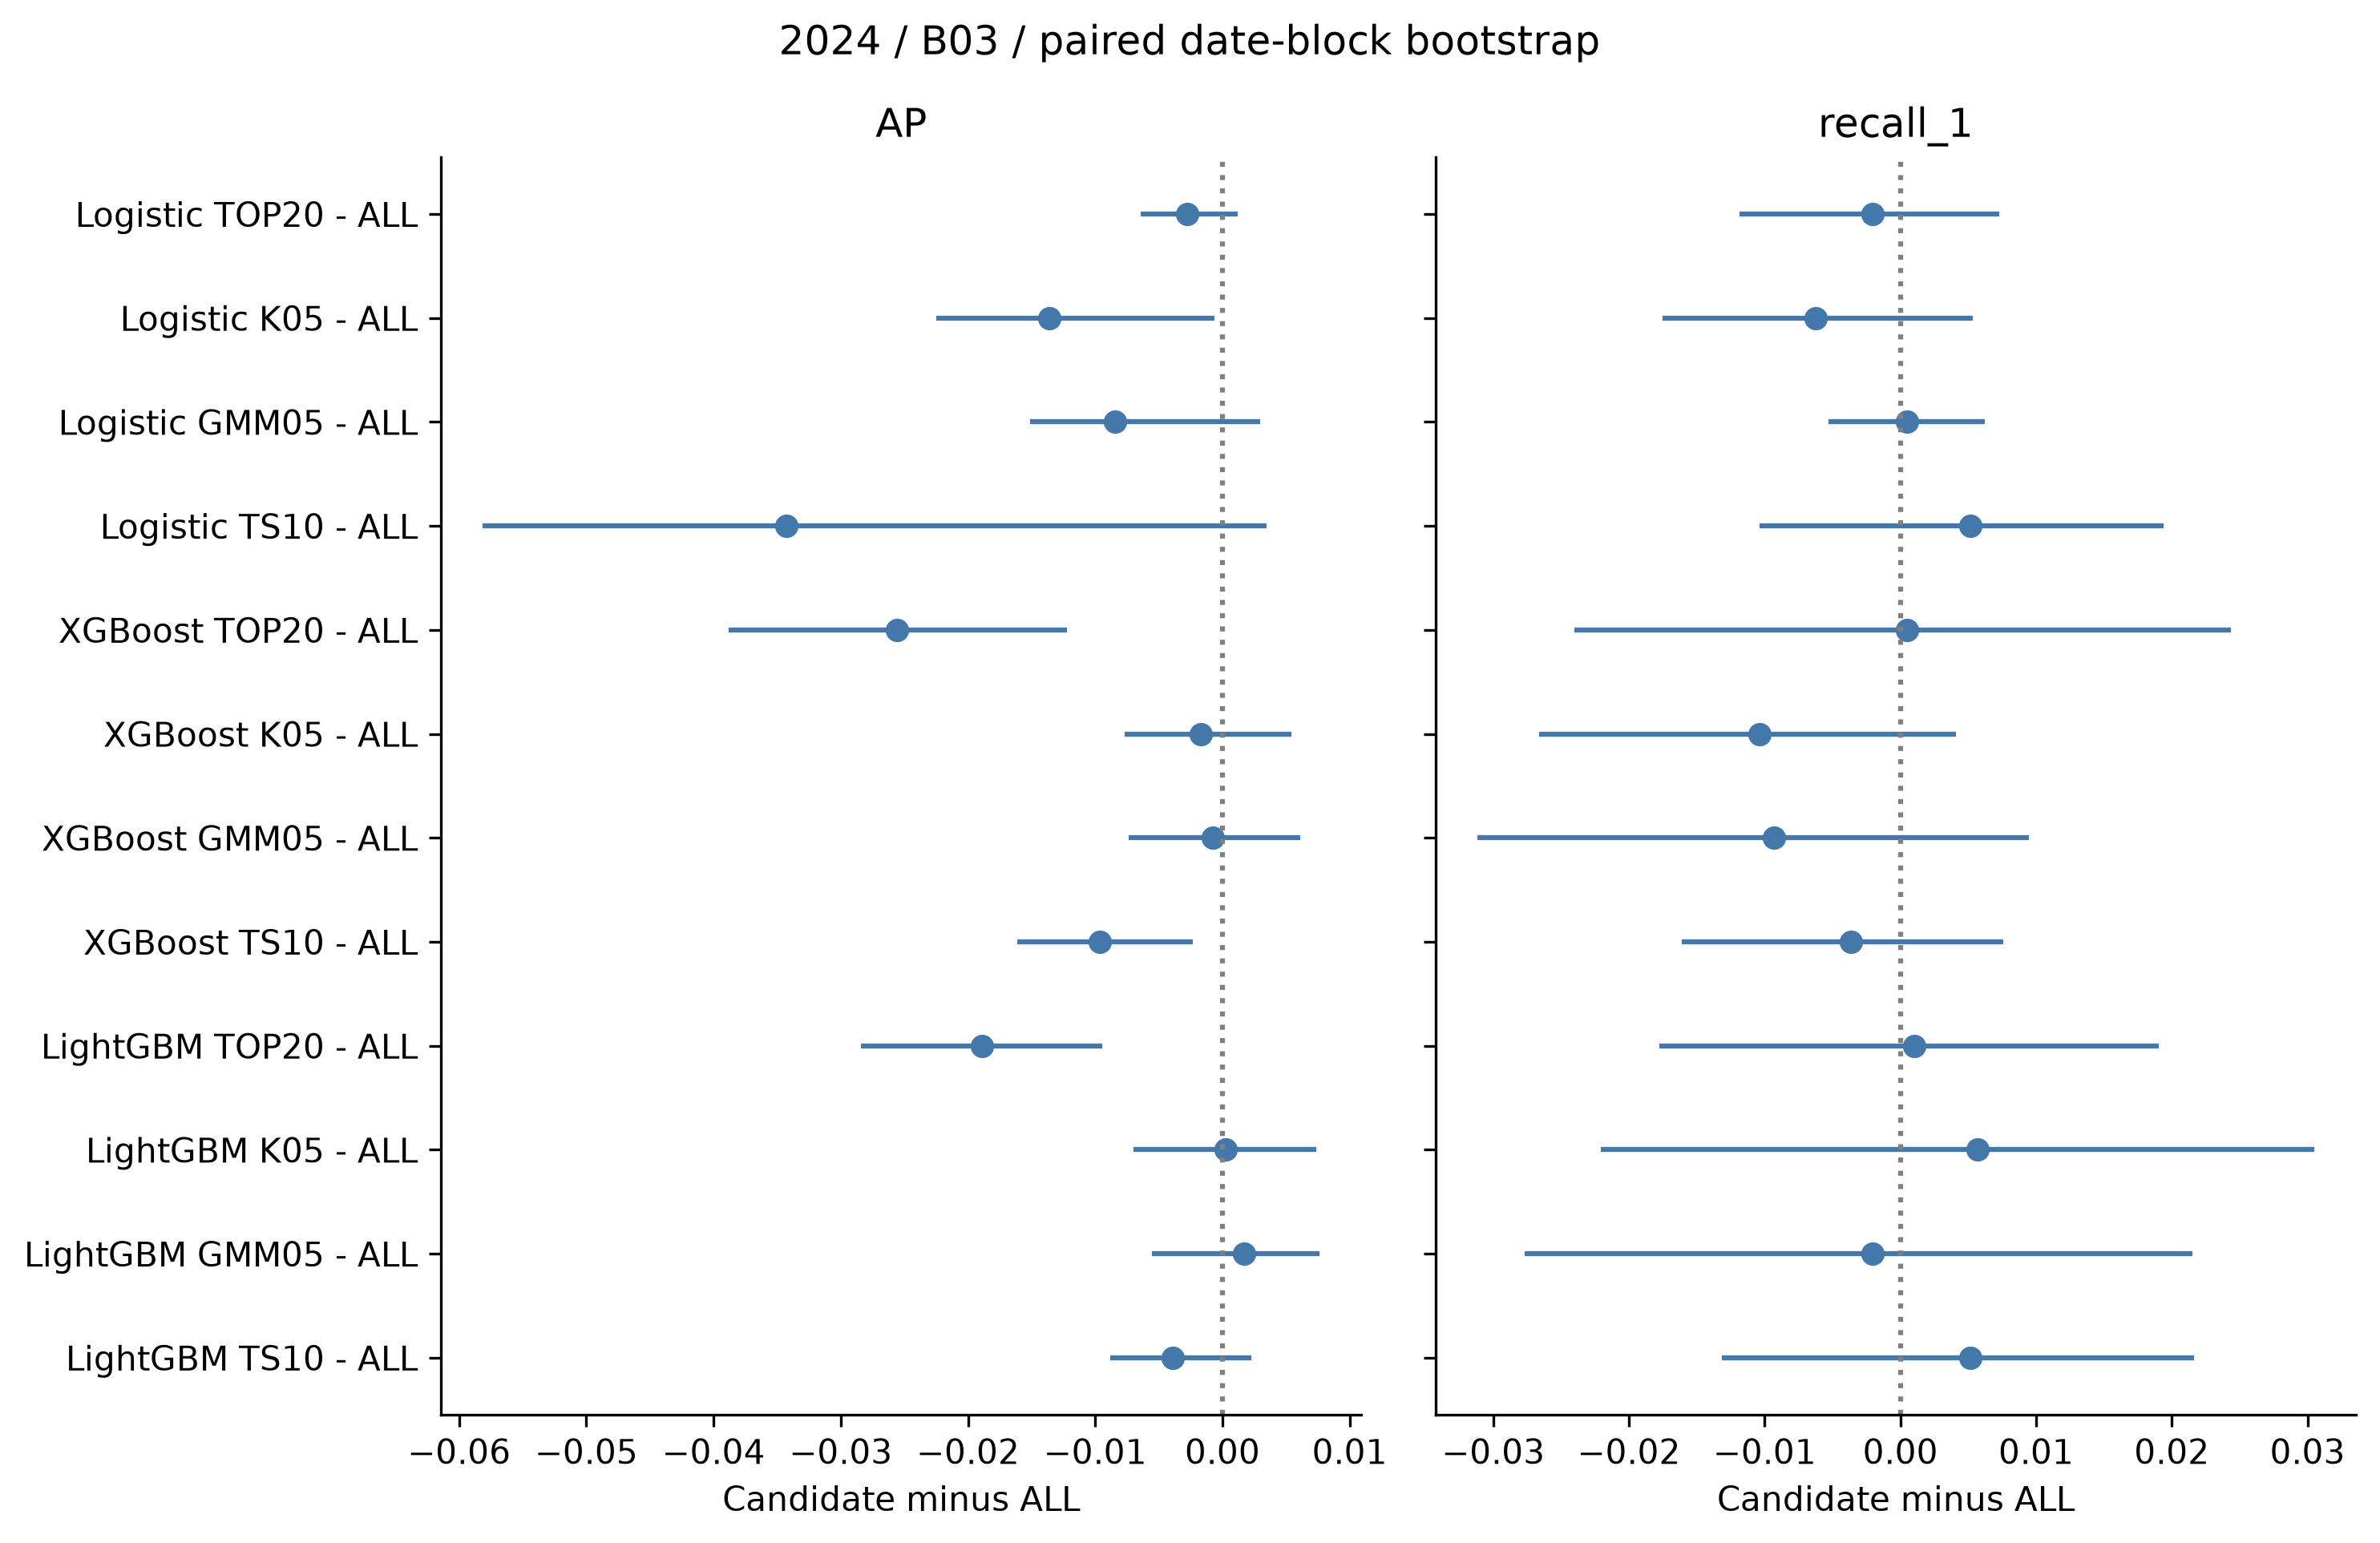 2024 / B03 / paired date-block bootstrap
AP
recall_1
Logistic TOP20 - ALL
Logistic K05 - ALL
Logistic GMM05 - ALL
Logistic TS10 - ALL
XGBoost TOP20 - ALL
XGBoost K05 - ALL
XGBoost GMM05 - ALL
XGBoost TS10 - ALL
LightGBM TOP20 - ALL
LightGBM K05 - ALL
LightGBM GMM05 - ALL
LightGBM TS10 - ALL
−0.06 −0.05 −0.04 −0.03 −0.02 −0.01 0.00 0.01
Candidate minus ALL
−0.03 −0.02 −0.01 0.00 0.01 0.02 0.03
Candidate minus ALL